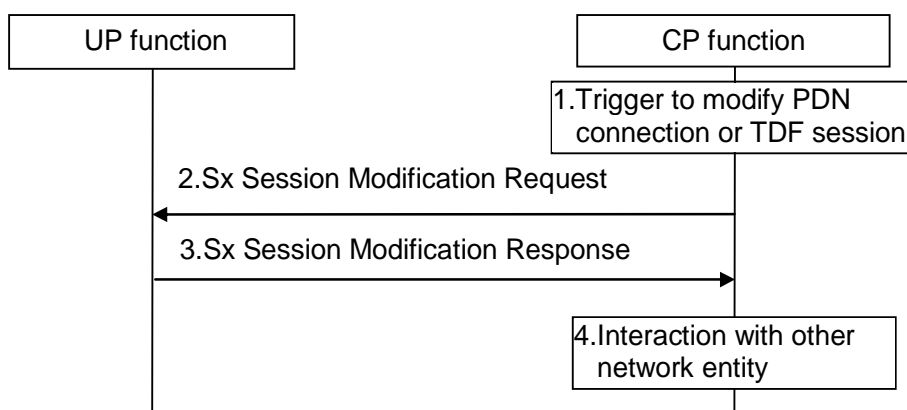 UP function
CP function
1.Trigger to modify PDN
connection or TDF session
2.Sx Session Modification Request
3.Sx Session Modification Response
4.Interaction with other
network entity